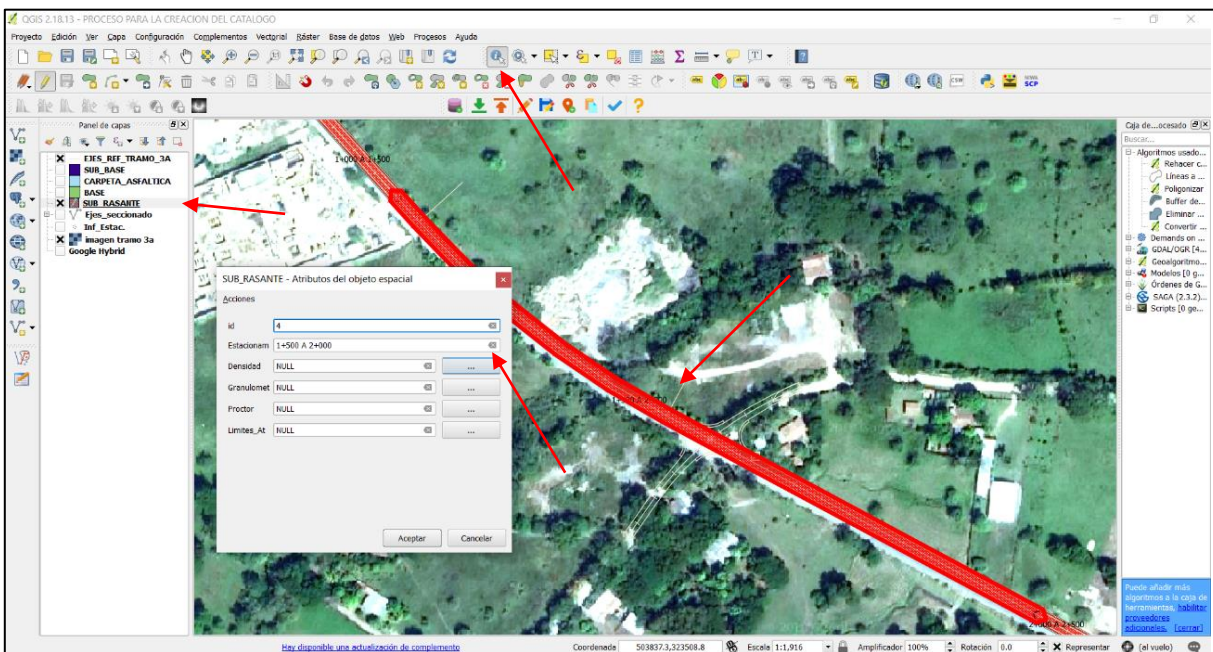 QGIS 2.18.13 - PROCESO PARA LA CREACION DEL CATALOGO
Proyecto Edición Ver Capa Configuración Complementos Vectorial Ráster Base de datos Web Procesos Ayuda
Panel de capas
EJES_REF_TRAMO_3A
SUB_BASE
CARPETA_ASFALTICA
BASE
SUB_RASANTE
Ejes_seccionado
Inf_Estac.
imagen tramo 3a
Google Hybrid
1+000 A 1+500
SUB_RASANTE - Atributos del objeto espacial
Acciones
id 4
Estacionam 1+500 A 2+000
Densidad NULL ...
Granulomet NULL ...
Proctor NULL ...
Limites_At NULL ...
Aceptar Cancelar
2+000 A 2+500
Caja de...ocesado
Buscar...
Algoritmos usado...
Rehacer c...
Líneas a ...
Poligonizar
Buffer de...
Eliminar ...
Convertir ...
Demands on ...
GDAL/OGR [4...
Geoalgoritmo...
Modelos [0 g...
Órdenes de G...
SAGA (2.3.2)...
Scripts [0 ge...
Puede añadir más
algoritmos a la caja de
herramientas, habilitar
proveedores
adicionales. [cerrar]
Hay disponible una actualización de complemento Coordenada 503837.3,323508.8 Escala 1:1,916 Amplificador 100% Rotación 0.0 Representar (al vuelo)